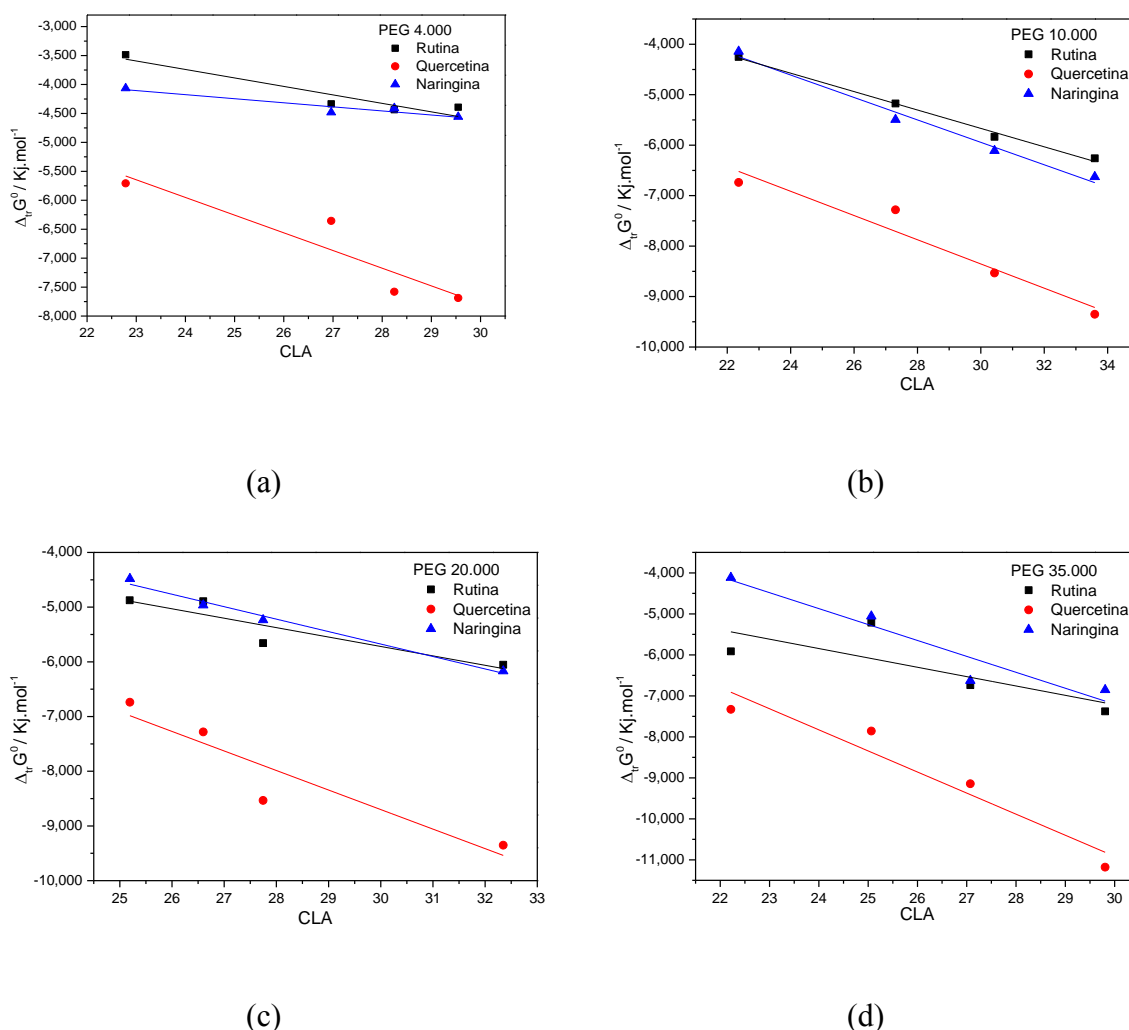 PEG 4.000
Rutina
Quercetina
Naringina
-3,000
-3,500
-4,000
-4,500
-5,000
-5,500
-6,000
-6,500
-7,000
-7,500
-8,000
ΔtrG⁰ / Kj.mol⁻¹
22 23 24 25 26 27 28 29 30
CLA
(a)
PEG 10.000
Rutina
Quercetina
Naringina
-4,000
-5,000
-6,000
-7,000
-8,000
-9,000
-10,000
ΔtrG⁰ / Kj.mol⁻¹
22 24 26 28 30 32 34
CLA
(b)
PEG 20.000
Rutina
Quercetina
Naringina
-4,000
-5,000
-6,000
-7,000
-8,000
-9,000
-10,000
ΔtrG⁰ / Kj.mol⁻¹
25 26 27 28 29 30 31 32 33
CLA
(c)
PEG 35.000
Rutina
Quercetina
Naringina
-4,000
-5,000
-6,000
-7,000
-8,000
-9,000
-10,000
-11,000
ΔtrG⁰ / Kj.mol⁻¹
22 23 24 25 26 27 28 29 30
CLA
(d)